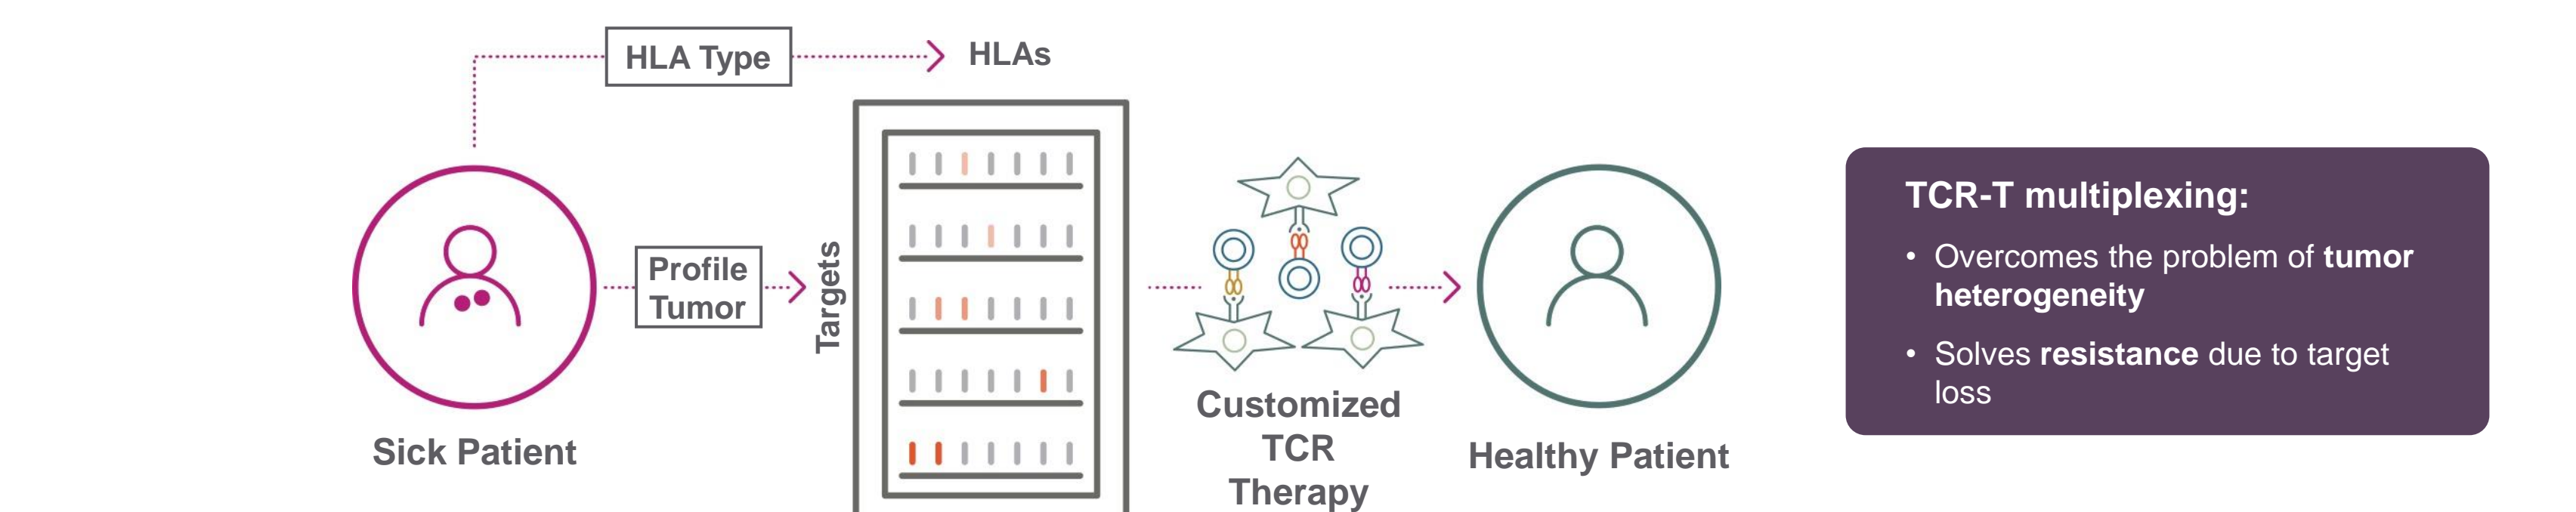 HLA Type
HLAs
Profile
Tumor
Targets
Sick Patient
Customized
TCR
Therapy
Healthy Patient
TCR-T multiplexing:
• Overcomes the problem of tumor
heterogeneity
• Solves resistance due to target
loss